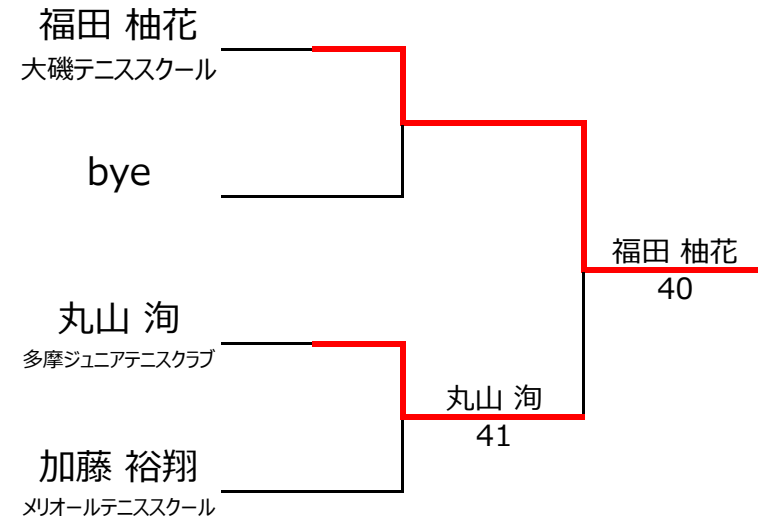 福田 柚花
大磯テニススクール
bye
福田 柚花
40
丸山 洵
多摩ジュニアテニスクラブ
丸山 洵
41
加藤 裕翔
メリオールテニススクール